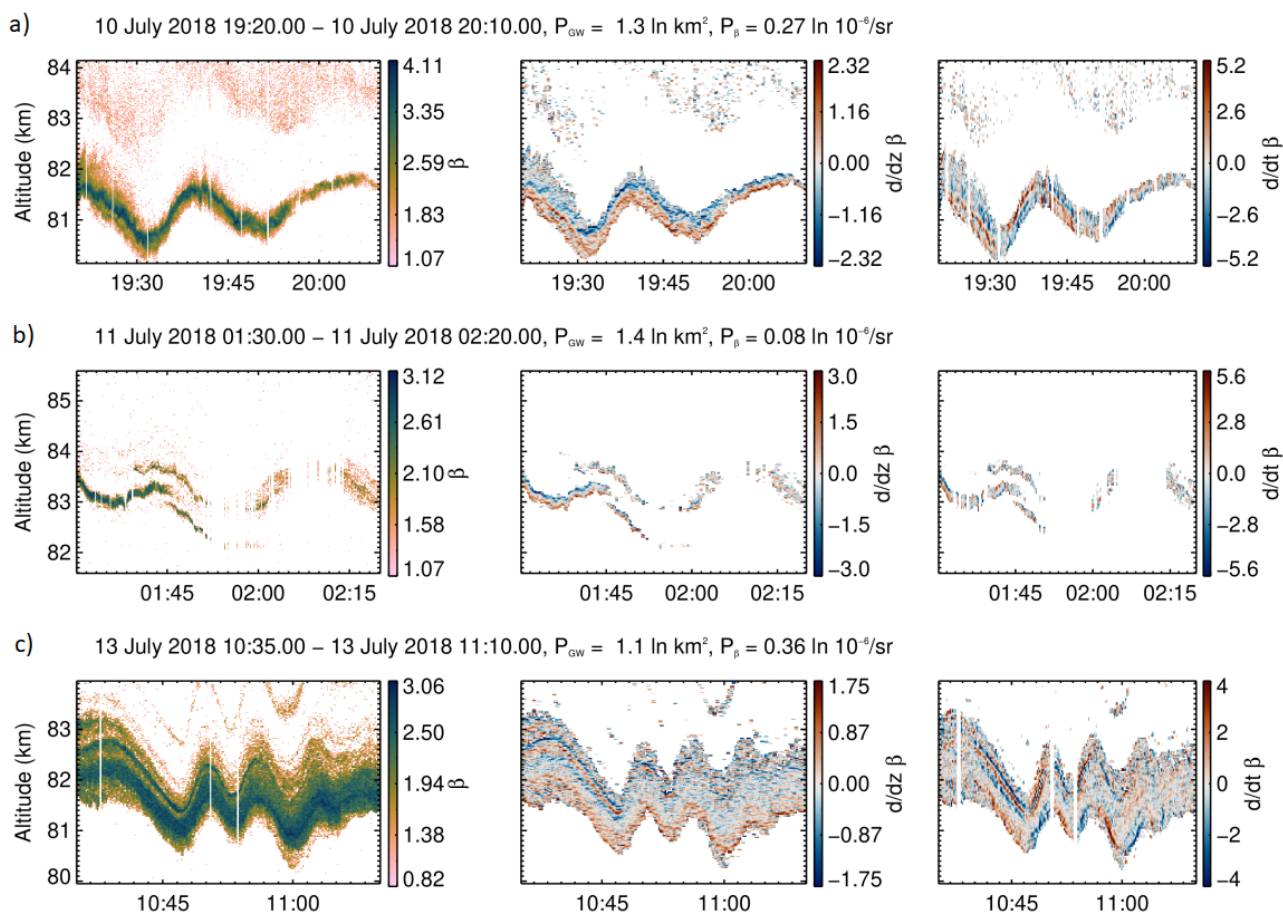 a) 10 July 2018 19:20.00 − 10 July 2018 20:10.00, P_GW = 1.3 ln km², P_β = 0.27 ln 10⁻⁶/sr
Altitude (km)
84
83
82
81
19:30 19:45 20:00
4.11
3.35
2.59
1.83
1.07
β
19:30 19:45 20:00
2.32
1.16
0.00
−1.16
−2.32
d/dz β
19:30 19:45 20:00
5.2
2.6
0.0
−2.6
−5.2
d/dt β
b) 11 July 2018 01:30.00 − 11 July 2018 02:20.00, P_GW = 1.4 ln km², P_β = 0.08 ln 10⁻⁶/sr
Altitude (km)
85
84
83
82
01:45 02:00 02:15
3.12
2.61
2.10
1.58
1.07
β
01:45 02:00 02:15
3.0
1.5
0.0
−1.5
−3.0
d/dz β
01:45 02:00 02:15
5.6
2.8
0.0
−2.8
−5.6
d/dt β
c) 13 July 2018 10:35.00 − 13 July 2018 11:10.00, P_GW = 1.1 ln km², P_β = 0.36 ln 10⁻⁶/sr
Altitude (km)
83
82
81
80
10:45 11:00
3.06
2.50
1.94
1.38
0.82
β
10:45 11:00
1.75
0.87
0.00
−0.87
−1.75
d/dz β
10:45 11:00
4
2
0
−2
−4
d/dt β